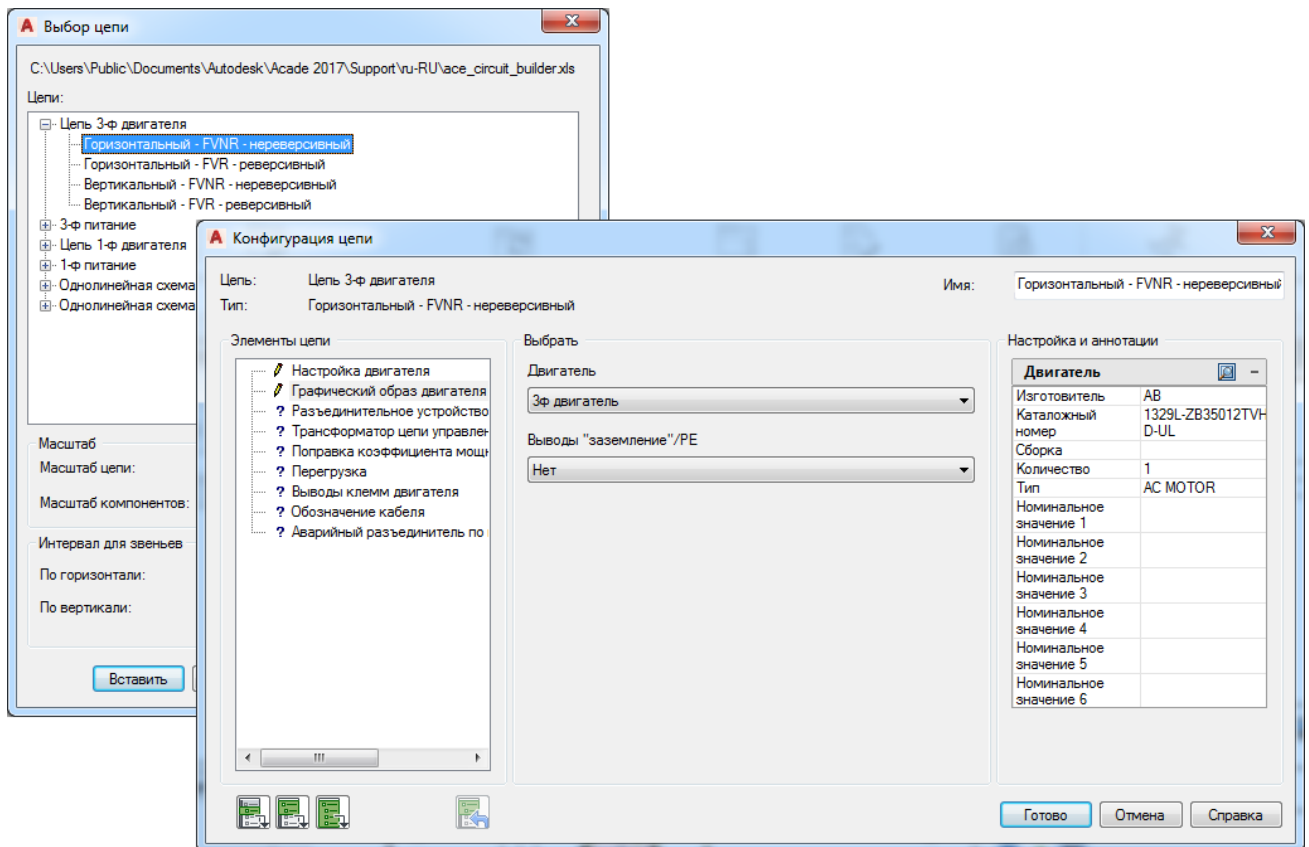 Выбор цепи
C:\Users\Public\Documents\Autodesk\Acade 2017\Support\ru-RU\ace_circuit_builder.xls
Цепи:
Цепь 3-ф двигателя
Горизонтальный - FVNR - нереверсивный
Горизонтальный - FVR - реверсивный
Вертикальный - FVNR - нереверсивный
Вертикальный - FVR - реверсивный
3-ф питание
Цепь 1-ф двигателя
1-ф питание
Однолинейная схема
Однолинейная схема
Масштаб
Масштаб цепи:
Масштаб компонентов:
Интервал для звеньев
По горизонтали:
По вертикали:
Вставить
Конфигурация цепи
Цепь: Цепь 3-ф двигателя
Тип: Горизонтальный - FVNR - нереверсивный
Имя: Горизонтальный - FVNR - нереверсивный
Элементы цепи
Настройка двигателя
Графический образ двигателя
? Разъединительное устройство
? Трансформатор цепи управлен
? Поправка коэффициента мощн
? Перегрузка
? Выводы клемм двигателя
? Обозначение кабеля
? Аварийный разъединитель по
Выбрать
Двигатель
3ф двигатель
Выводы "заземление"/PE
Нет
Настройка и аннотации
Двигатель
Изготовитель AB
Каталожный 1329L-ZB35012TVH
номер D-UL
Сборка
Количество 1
Тип AC MOTOR
Номинальное
значение 1
Номинальное
значение 2
Номинальное
значение 3
Номинальное
значение 4
Номинальное
значение 5
Номинальное
значение 6
Готово
Отмена
Справка